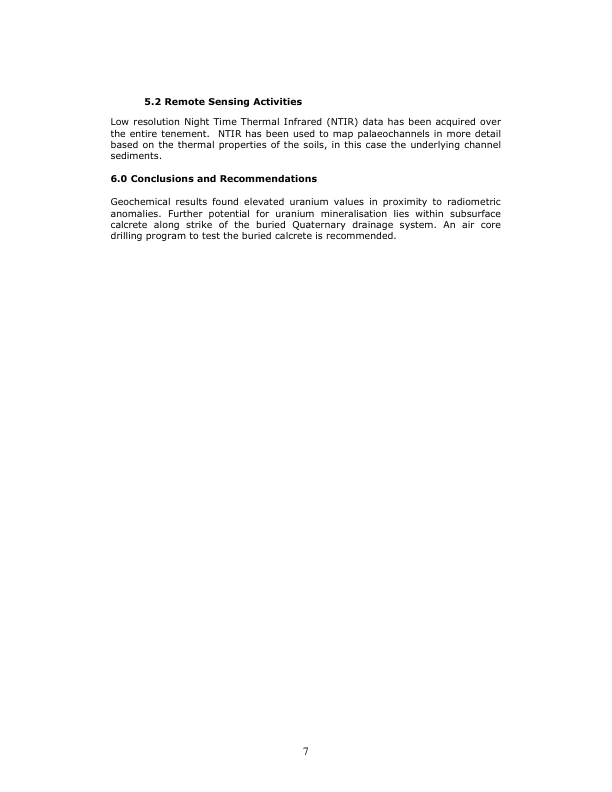 5.2 Remote Sensing Activities
Low resolution Night Time Thermal Infrared (NTIR) data has been acquired over
the entire tenement.  NTIR has been used to map palaeochannels in more detail
based on the thermal properties of the soils, in this case the underlying channel
sediments.
6.0 Conclusions and Recommendations
Geochemical results found elevated uranium values in proximity to radiometric
anomalies. Further potential for uranium mineralisation lies within subsurface
calcrete along strike of the buried Quaternary drainage system. An air core
drilling program to test the buried calcrete is recommended.
7